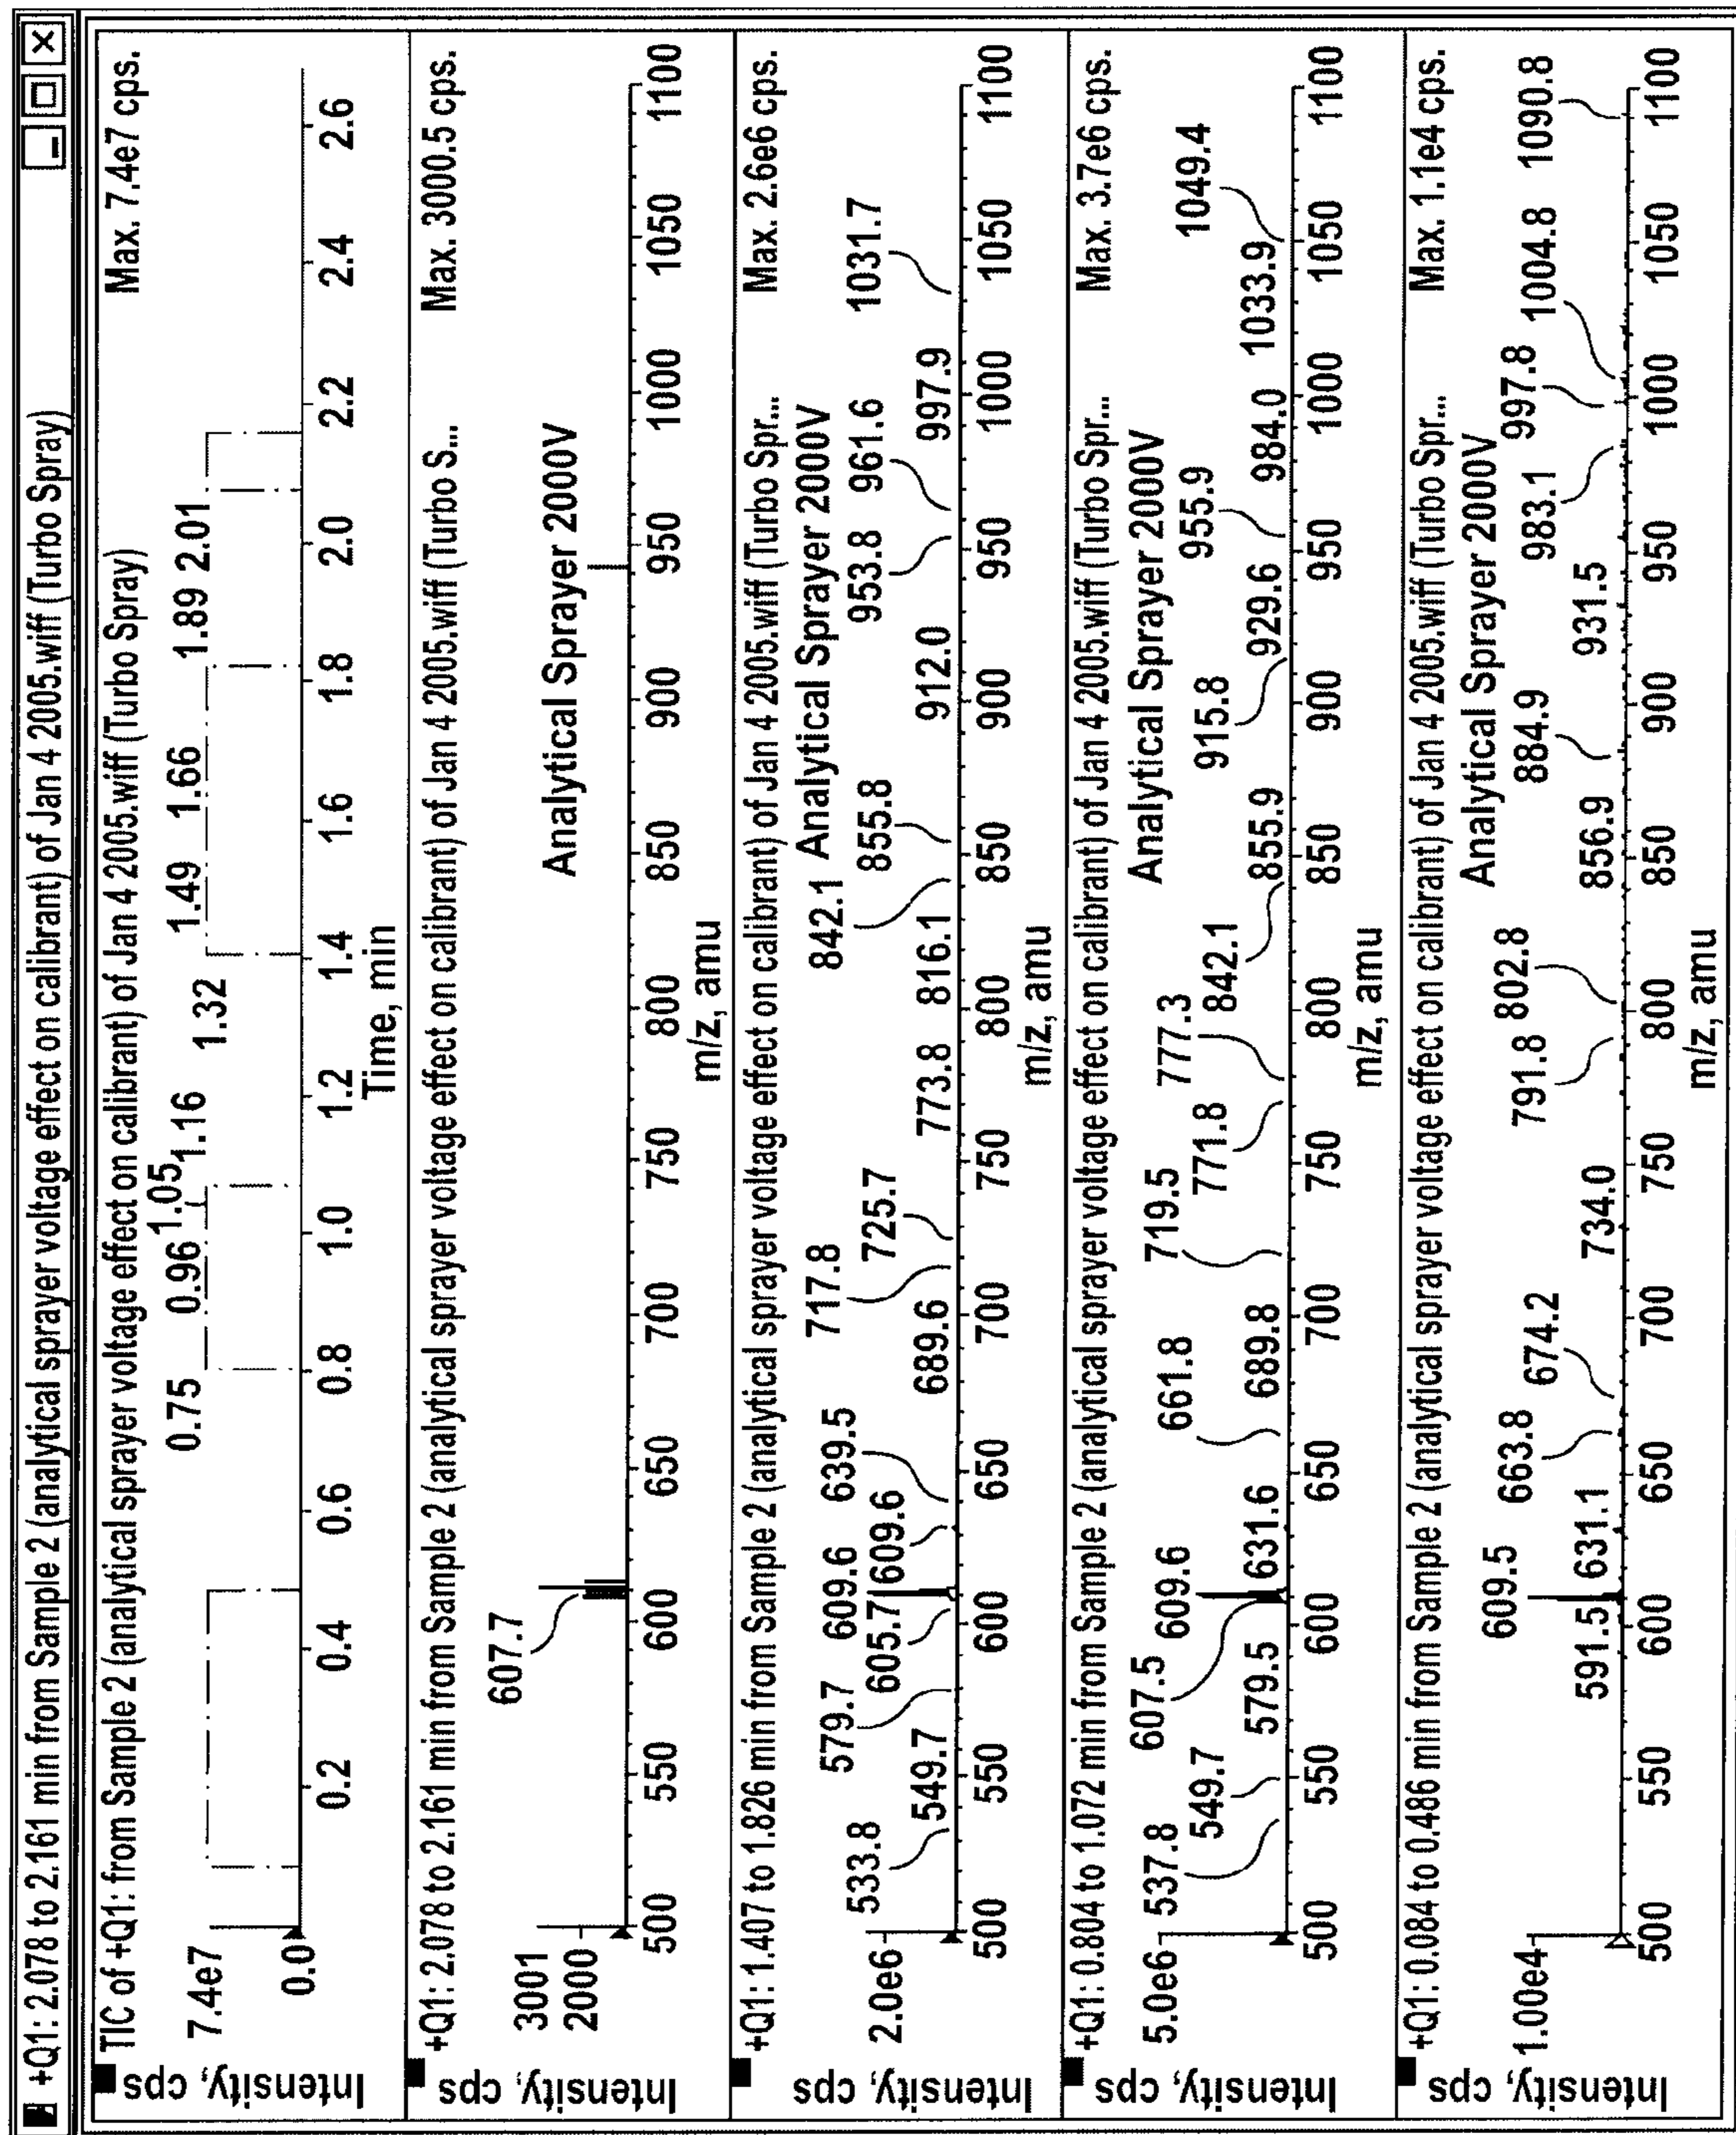 +Q1: 2.078 to 2.161 min from Sample 2 (analytical sprayer voltage effect on calibrant) of Jan 4 2005.wiff (Turbo Spray)
TIC of +Q1: from Sample 2 (analytical sprayer voltage effect on calibrant) of Jan 4 2005.wiff (Turbo Spray) Max. 7.4e7 cps.
0.75 0.96 1.05 1.16 1.32 1.49 1.66 1.89 2.01
7.4e7
0.0
Intensity, cps
0.2 0.4 0.6 0.8 1.0 1.2 1.4 1.6 1.8 2.0 2.2 2.4 2.6
Time, min
+Q1: 2.078 to 2.161 min from Sample 2 (analytical sprayer voltage effect on calibrant) of Jan 4 2005.wiff (Turbo S... Max. 3000.5 cps.
607.7
3001
2000
Analytical Sprayer 2000V
Intensity, cps
500 550 600 650 700 750 800 850 900 950 1000 1050 1100
m/z, amu
+Q1: 1.407 to 1.826 min from Sample 2 (analytical sprayer voltage effect on calibrant) of Jan 4 2005.wiff (Turbo Spr... Max. 2.6e6 cps.
579.7 609.6 639.5 717.8 842.1 Analytical Sprayer 2000V
533.8 605.7 609.6 725.7 855.8 953.8 961.6 1031.7
2.0e6
549.7 689.6 773.8 816.1 912.0 997.9
Intensity, cps
500 550 600 650 700 750 800 850 900 950 1000 1050 1100
m/z, amu
+Q1: 0.804 to 1.072 min from Sample 2 (analytical sprayer voltage effect on calibrant) of Jan 4 2005.wiff (Turbo Spr... Max. 3.7e6 cps.
607.5 719.5 Analytical Sprayer 2000V
5.0e6
537.8 609.6 661.8 777.3
549.7 771.8 842.1 915.8 955.9 1049.4
579.5 631.6 689.8 855.9 929.6 984.0 1033.9
Intensity, cps
500 550 600 650 700 750 800 850 900 950 1000 1050 1100
m/z, amu
+Q1: 0.084 to 0.486 min from Sample 2 (analytical sprayer voltage effect on calibrant) of Jan 4 2005.wiff (Turbo Spr... Max. 1.1e4 cps.
Analytical Sprayer 2000V
609.5 663.8 802.8 997.8
1.00e4
674.2 791.8 884.9 983.1 1004.8 1090.8
591.5 631.1 734.0 856.9 931.5
Intensity, cps
500 550 600 650 700 750 800 850 900 950 1000 1050 1100
m/z, amu